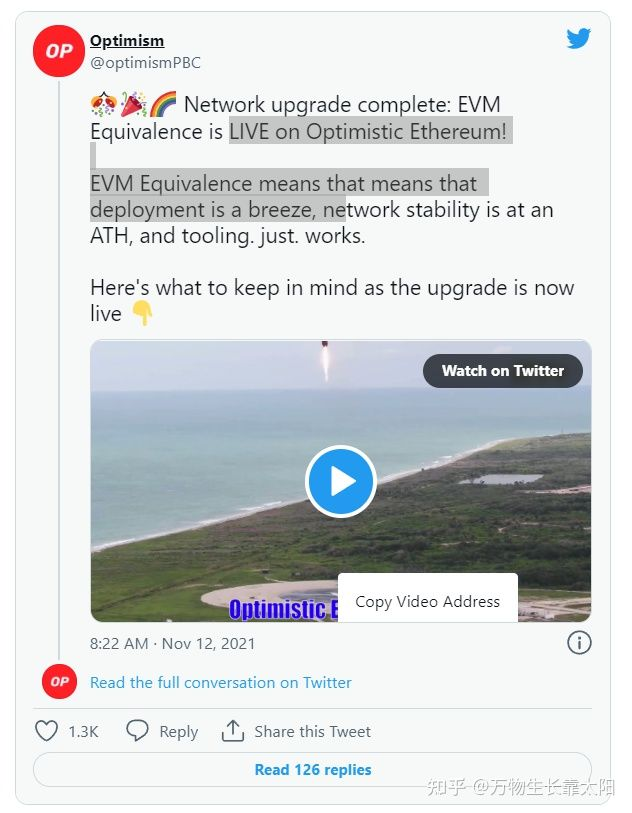 OP
Optimism
@optimismPBC
🎊🎉🌈 Network upgrade complete: EVM
Equivalence is LIVE on Optimistic Ethereum!
EVM Equivalence means that means that
deployment is a breeze, network stability is at an
ATH, and tooling. just. works.
Here's what to keep in mind as the upgrade is now
live 👇
Watch on Twitter
Optimistic E
Copy Video Address
8:22 AM · Nov 12, 2021
OP
Read the full conversation on Twitter
1.3K
Reply
Share this Tweet
Read 126 replies
知乎 @万物生长靠太阳